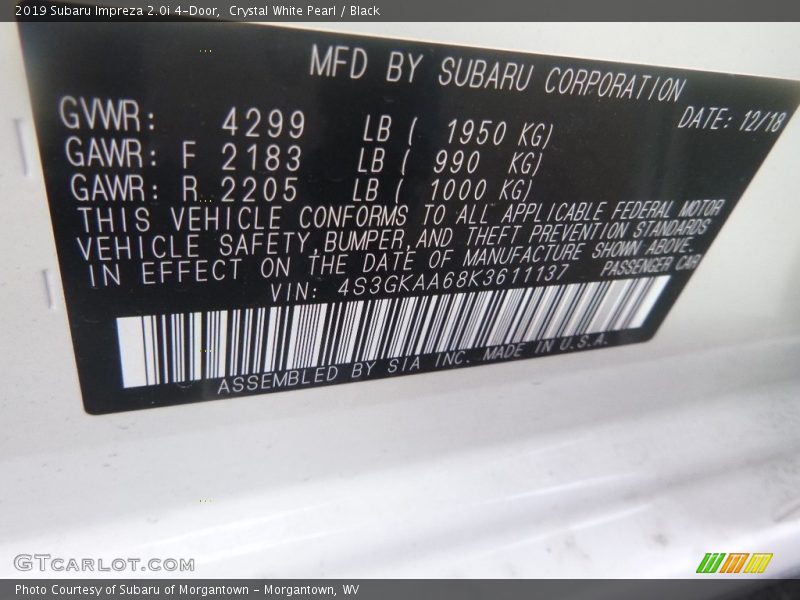 2019 Subaru Impreza 2.0i 4-Door,  Crystal White Pearl / Black
MFD BY SUBARU CORPORATION
GVWR: 4299 LB ( 1950 KG) DATE: 12/18
GAWR: F 2183 LB ( 990 KG)
GAWR: R 2205 LB ( 1000 KG)
THIS VEHICLE CONFORMS TO ALL APPLICABLE FEDERAL MOTOR
VEHICLE SAFETY, BUMPER, AND THEFT PREVENTION STANDARDS
IN EFFECT ON THE DATE OF MANUFACTURE SHOWN ABOVE.
VIN: 4S3GKAA68K3611137 PASSENGER CAR
ASSEMBLED BY SIA INC. MADE IN U.S.A.
GTCARLOT.COM
Photo Courtesy of Subaru of Morgantown - Morgantown, WV